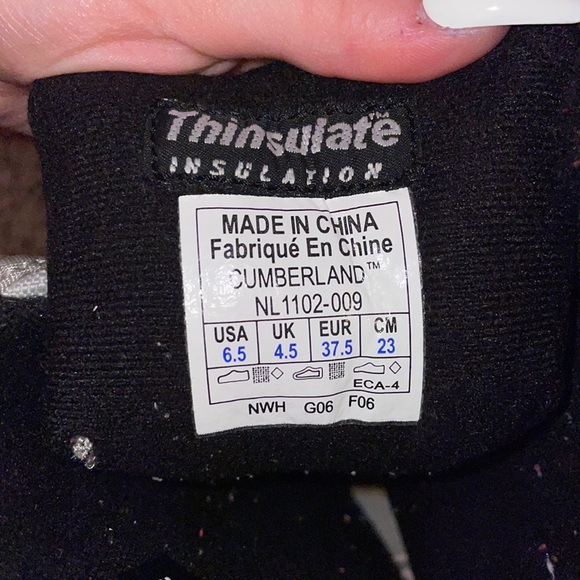 Thinsulate™
INSULATION
MADE IN CHINA
Fabriqué En Chine
CUMBERLAND™
NL1102-009
USA UK EUR CM
6.5 4.5 37.5 23
ECA-4
NWH G06 F06